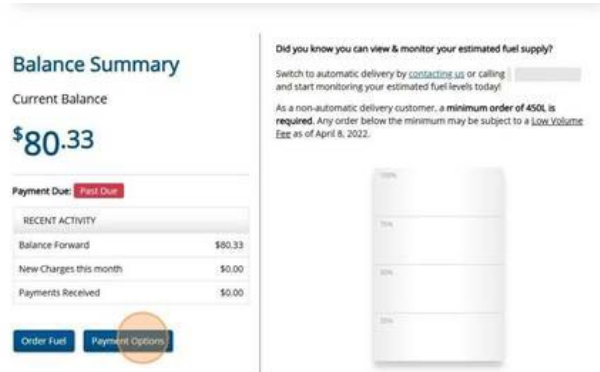 Balance Summary
Current Balance
$80.33
Payment Due: Past Due
RECENT ACTIVITY
Balance Forward $80.33
New Charges this month $0.00
Payments Received $0.00
Order Fuel Payment Options
Did you know you can view & monitor your estimated fuel supply?
Switch to automatic delivery by contacting us or calling
and start monitoring your estimated fuel levels today!
As a non-automatic delivery customer, a minimum order of 450L is
required. Any order below the minimum may be subject to a Low Volume
Fee as of April 8, 2022.
100%
75%
50%
25%